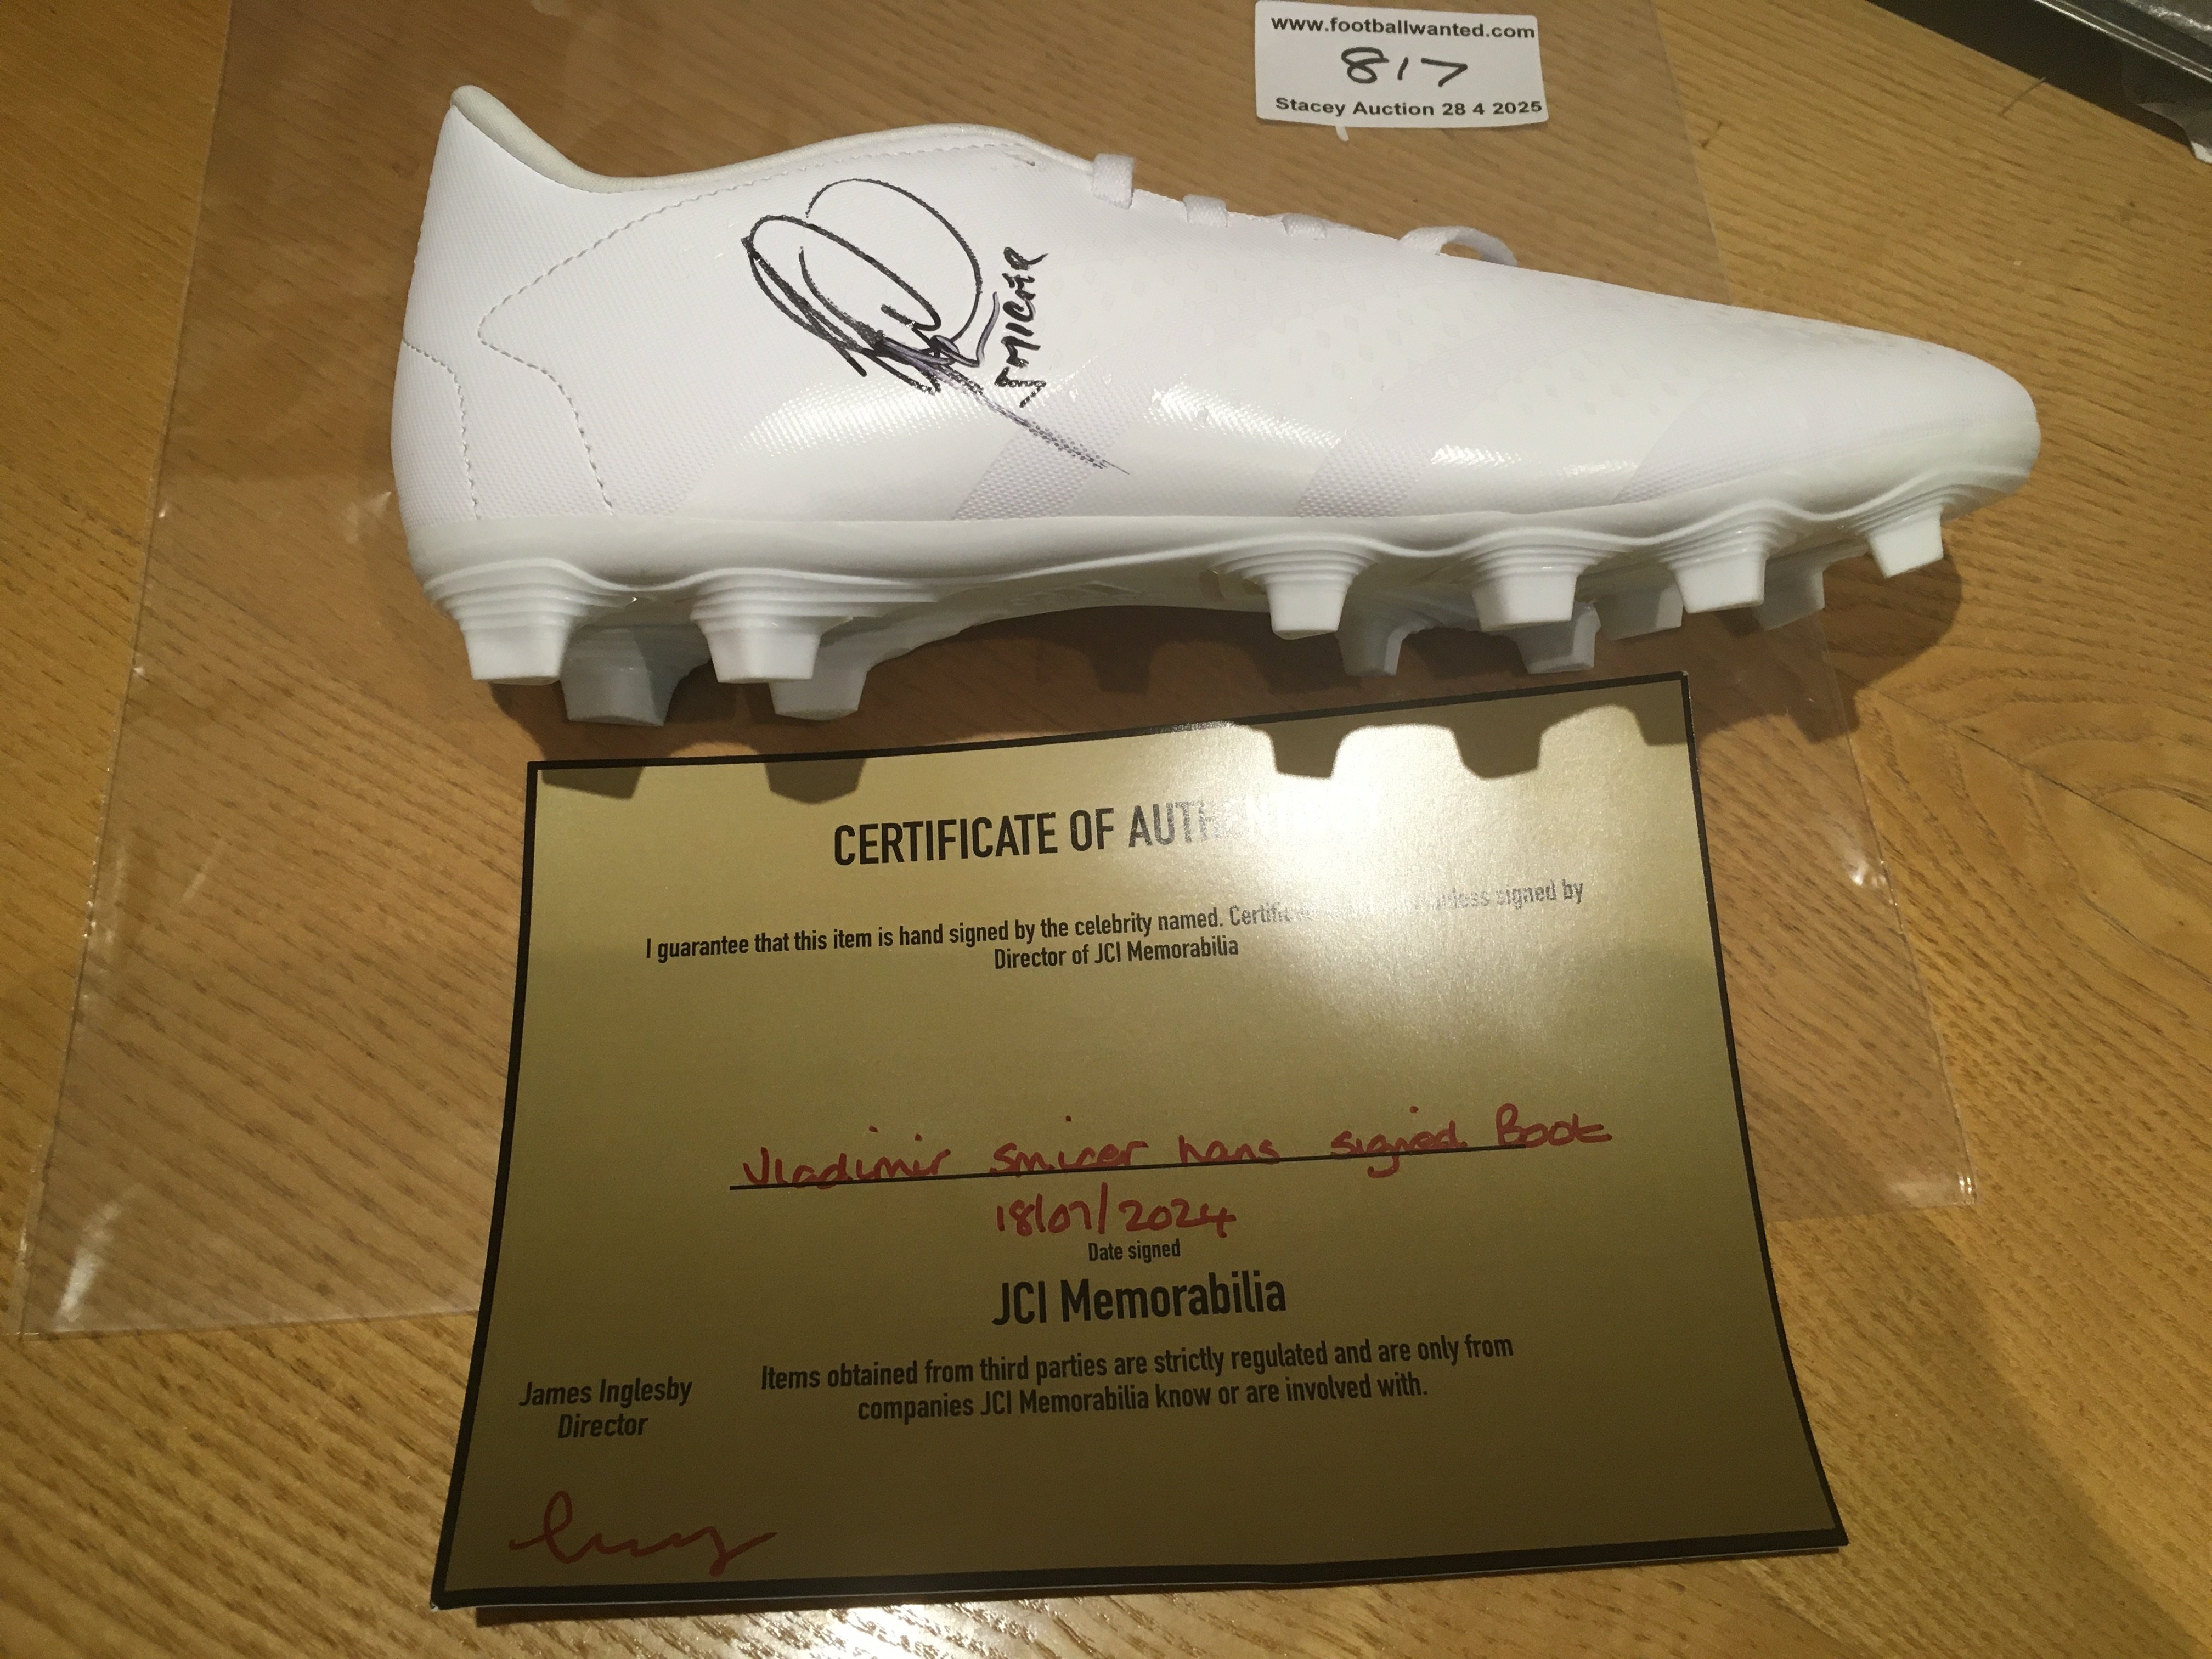 www.footballwanted.com
817
Stacey Auction 28 4 2025
SMICER
CERTIFICATE OF
I guarantee that this item is hand signed by the celebrity named. signed by
Director of JCI Memorabilia
Vladimir Smicer hans signed Boot
18/07/2024
Date signed
JCI Memorabilia
Items obtained from third parties are strictly regulated and are only from
companies JCI Memorabilia know or are involved with.
James Inglesby
Director